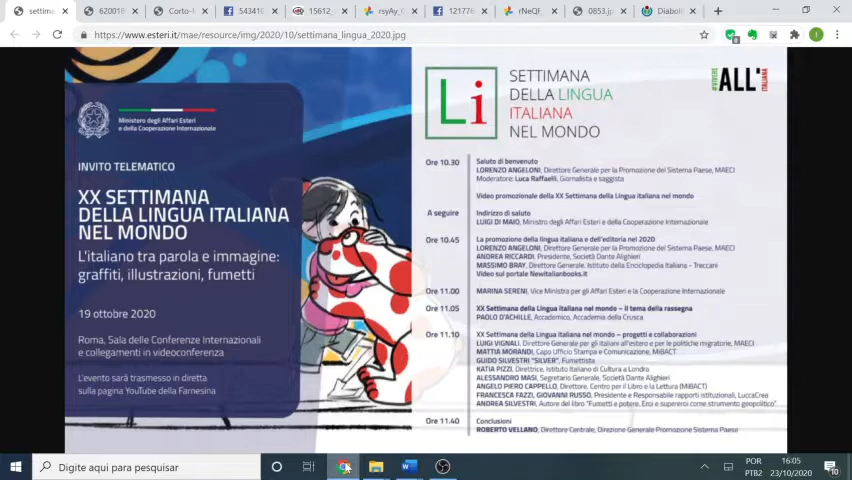 settima
620018
Corto-M
543410
15612_
rsyAy_C
121776
rNeQF
0853.jp
Diaboli
https://www.esteri.it/mae/resource/img/2020/10/settimana_lingua_2020.jpg
Ministero degli Affari Esteri
e della Cooperazione Internazionale
INVITO TELEMATICO
XX SETTIMANA
DELLA LINGUA ITALIANA
NEL MONDO
L'italiano tra parola e immagine:
graffiti, illustrazioni, fumetti
19 ottobre 2020
Roma, Sala delle Conferenze Internazionali
e collegamenti in videoconferenza
L'evento sarà trasmesso in diretta
sulla pagina YouTube della Farnesina
Li
SETTIMANA
DELLA LINGUA
ITALIANA
NEL MONDO
#VIVERE ALL' ITALIANA
Ore 10.30 Saluto di benvenuto
LORENZO ANGELONI, Direttore Generale per la Promozione del Sistema Paese, MAECI
Moderatore: Luca Raffaelli, Giornalista e saggista
Video promozionale della XX Settimana della Lingua italiana nel mondo
A seguire Indirizzo di saluto
LUIGI DI MAIO, Ministro degli Affari Esteri e della Cooperazione Internazionale
Ore 10.45 La promozione della lingua italiana e dell'editoria nel 2020
LORENZO ANGELONI, Direttore Generale per la Promozione del Sistema Paese, MAECI
ANDREA RICCARDI, Presidente, Società Dante Alighieri
MASSIMO BRAY, Direttore Generale, Istituto della Enciclopedia Italiana - Treccani
Video sul portale Newitalianbooks.it
Ore 11.00 MARINA SERENI, Vice Ministra per gli Affari Esteri e la Cooperazione Internazionale
Ore 11.05 XX Settimana della Lingua italiana nel mondo – il tema della rassegna
PAOLO D'ACHILLE, Accademico, Accademia della Crusca
Ore 11.10 XX Settimana della Lingua italiana nel mondo – progetti e collaborazioni
LUIGI VIGNALI, Direttore Generale per gli italiani all'estero e per le politiche migratorie, MAECI
MATTIA MORANDI, Capo Ufficio Stampa e Comunicazione, MiBACT
GUIDO SILVESTRI "SILVER", Fumettista
KATIA PIZZI, Direttrice, Istituto Italiano di Cultura a Londra
ALESSANDRO MASI, Segretario Generale, Società Dante Alighieri
ANGELO PIERO CAPPELLO, Direttore, Centro per il Libro e la Lettura (MiBACT)
FRANCESCA FAZZI, GIOVANNI RUSSO, Presidente e Responsabile rapporti istituzionali, LuccaCrea
ANDREA SILVESTRI, Autore del libro "Fumetti e potere. Eroi e supereroi come strumento geopolitico"
Ore 11.40 Conclusioni
ROBERTO VELLANO, Direttore Centrale, Direzione Generale Promozione Sistema Paese
Digite aqui para pesquisar
POR
PTB2
16:05
23/10/2020
10